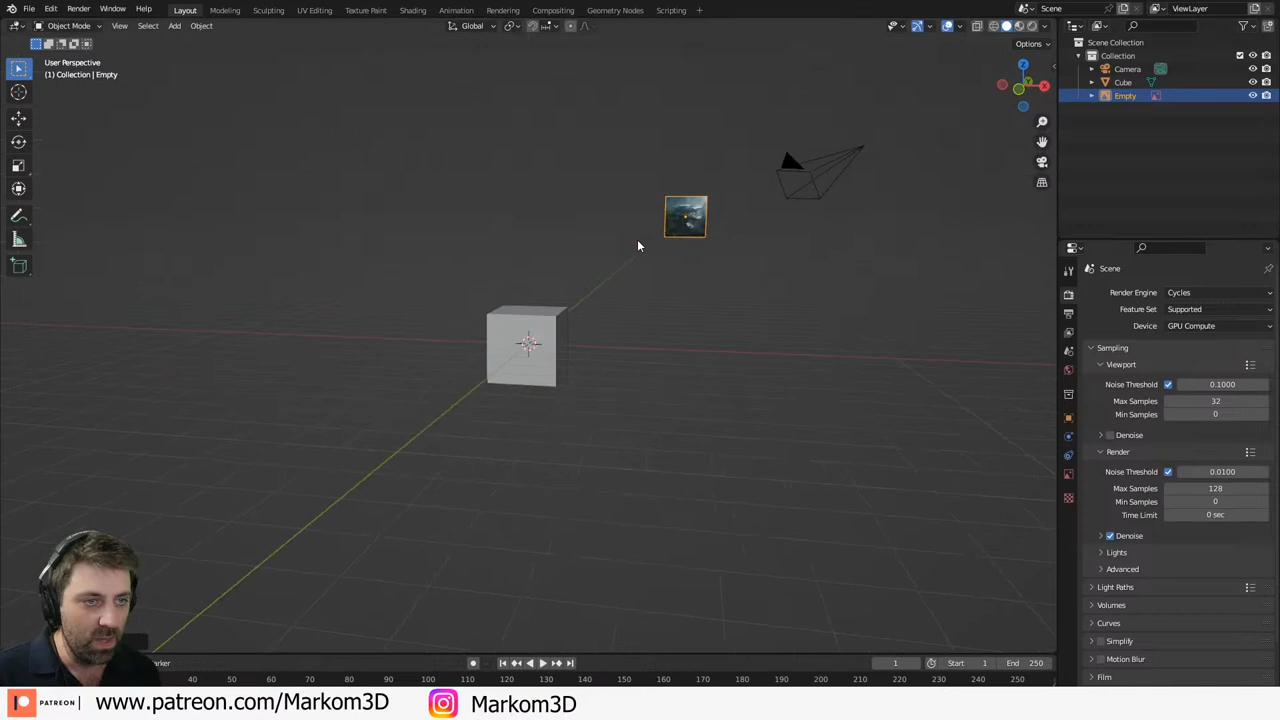 File Edit Render Window Help Layout Modeling Sculpting UV Editing Texture Paint Shading Animation Rendering Compositing Geometry Nodes Scripting Scene ViewLayer
Object Mode View Select Add Object Global
Options
User Perspective
(1) Collection | Empty
Z
X
Y
Scene Collection
Collection
Camera
Cube
Empty
Scene
Render Engine Cycles
Feature Set Supported
Device GPU Compute
Sampling
Viewport
Noise Threshold 0.1000
Max Samples 32
Min Samples 0
Denoise
Render
Noise Threshold 0.0100
Max Samples 128
Min Samples 0
Time Limit 0 sec
Denoise
Lights
Advanced
Light Paths
Volumes
Curves
Simplify
Motion Blur
Film
1 Start 1 End 250
40 50 60 70 80 90 100 110 120 130 140 150 160 170 180 190 200 210 220 230 240 250
PATREON www.patreon.com/Markom3D Markom3D